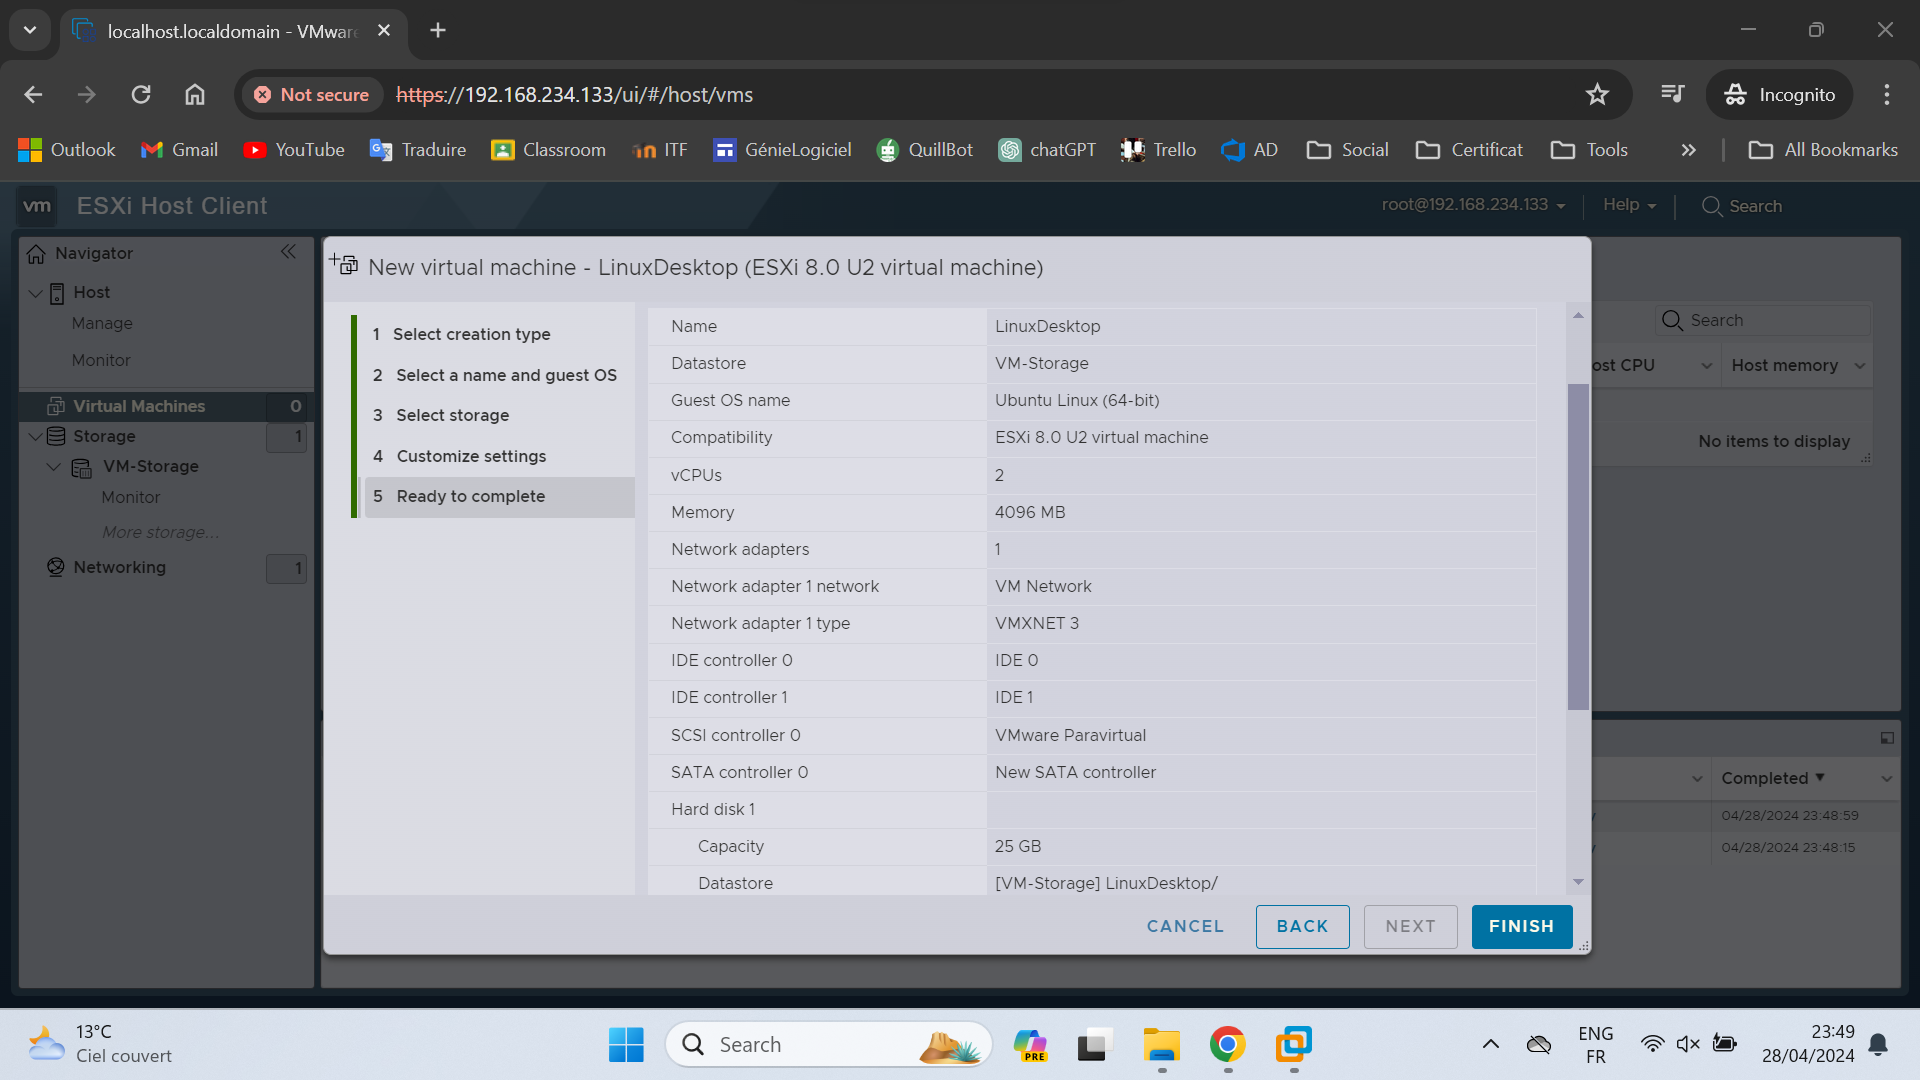 localhost.localdomain - VMware
Not secure https://192.168.234.133/ui/#/host/vms Incognito
Outlook Gmail YouTube Traduire Classroom ITF GénieLogiciel QuillBot chatGPT Trello AD Social Certificat Tools » All Bookmarks
vm ESXi Host Client root@192.168.234.133 Help Search
Navigator
Host
Manage
Monitor
Virtual Machines 0
Storage 1
VM-Storage
Monitor
More storage...
Networking 1
New virtual machine - LinuxDesktop (ESXi 8.0 U2 virtual machine)
1 Select creation type
2 Select a name and guest OS
3 Select storage
4 Customize settings
5 Ready to complete
Name LinuxDesktop
Datastore VM-Storage
Guest OS name Ubuntu Linux (64-bit)
Compatibility ESXi 8.0 U2 virtual machine
vCPUs 2
Memory 4096 MB
Network adapters 1
Network adapter 1 network VM Network
Network adapter 1 type VMXNET 3
IDE controller 0 IDE 0
IDE controller 1 IDE 1
SCSI controller 0 VMware Paravirtual
SATA controller 0 New SATA controller
Hard disk 1
Capacity 25 GB
Datastore [VM-Storage] LinuxDesktop/
CANCEL BACK NEXT FINISH
Search
ost CPU Host memory
No items to display
Completed ▼
04/28/2024 23:48:59
04/28/2024 23:48:15
13°C
Ciel couvert
Search
PRE
ENG
FR
23:49
28/04/2024